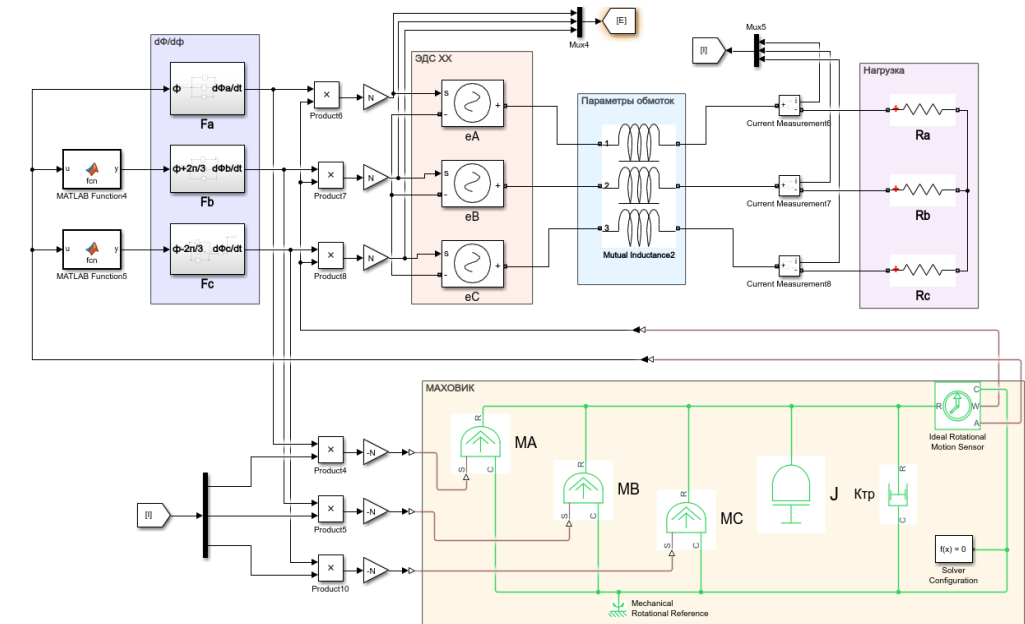 [E]
Mux4
Mux5
[I]
dФ/dф
ф dФa/dt
Fa
Product6
N
ЭДС ХХ
s
+
-
eA
Параметры обмоток
1
+ i
-
Current Measurement6
Нагрузка
+
Ra
u fcn y
MATLAB Function4
ф+2п/3 dФb/dt
Fb
×
Product7
N
s
+
-
eB
2
+ i
-
Current Measurement7
+
Rb
u fcn y
MATLAB Function5
ф-2п/3 dФc/dt
Fc
×
Product8
N
s
+
-
eC
3
Mutual Inductance2
+ i
-
Current Measurement8
+
Rc
МАХОВИК
R C W A
Ideal Rotational
Motion Sensor
×
Product4
-N
R S C
MA
[I]
×
Product5
-N
R S C
MB
×
Product10
-N
R S C
MC
J
Ктр
R
C
f(x) = 0
Solver
Configuration
Mechanical
Rotational Reference